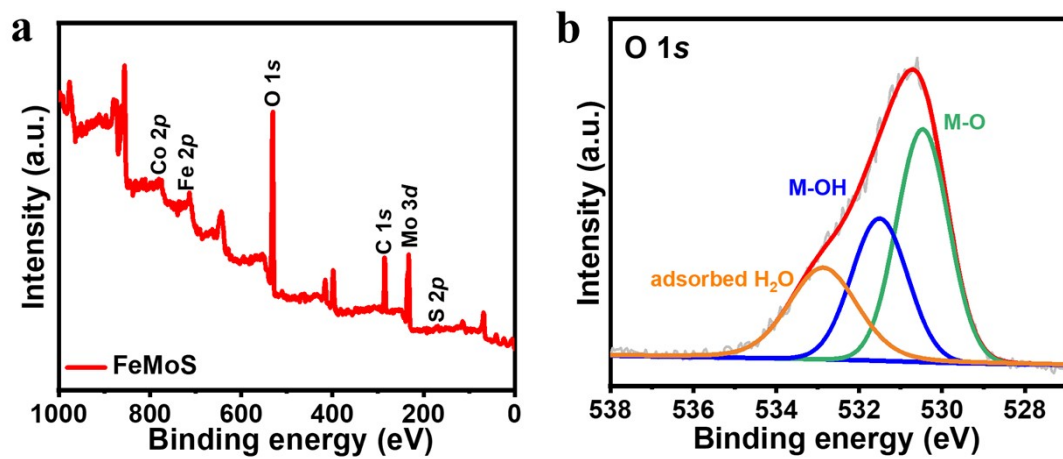 a
Intensity (a.u.)
Co 2p
Fe 2p
O 1s
C 1s
Mo 3d
S 2p
FeMoS
1000 800 600 400 200 0
Binding energy (eV)
b
O 1s
Intensity (a.u.)
M-O
M-OH
adsorbed H₂O
538 536 534 532 530 528
Binding energy (eV)